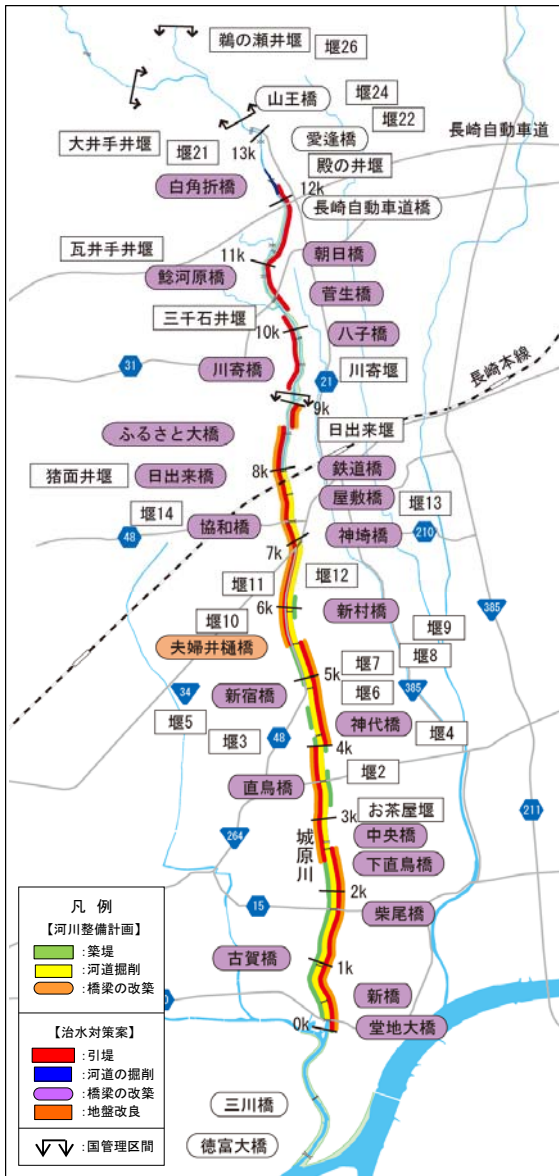 鵜の瀬井堰
堰26
山王橋
堰24
堰22
13k
愛逢橋
長崎自動車道
大井手井堰
堰21
殿の井堰
白角折橋
12k
長崎自動車道橋
瓦井手井堰
朝日橋
11k
鯰河原橋
菅生橋
三千石井堰
10k
八子橋
31
川寄橋
21
川寄堰
長崎本線
9k
日出来堰
ふるさと大橋
猪面井堰
日出来橋
8k
鉄道橋
屋敷橋
堰13
堰14
48
協和橋
神埼橋
210
7k
堰11
堰12
堰10
6k
新村橋
385
堰9
夫婦井樋橋
堰8
堰7
5k
34
新宿橋
堰6
385
堰5
堰3
48
神代橋
堰4
4k
堰2
直鳥橋
3k
お茶屋堰
211
城原川
中央橋
264
下直鳥橋
2k
15
柴尾橋
古賀橋
1k
新橋
0
0k
堂地大橋
三川橋
徳富大橋
凡 例
【河川整備計画】
:築堤
:河道掘削
:橋梁の改築
【治水対策案】
:引堤
:河道の掘削
:橋梁の改築
:地盤改良
:国管理区間